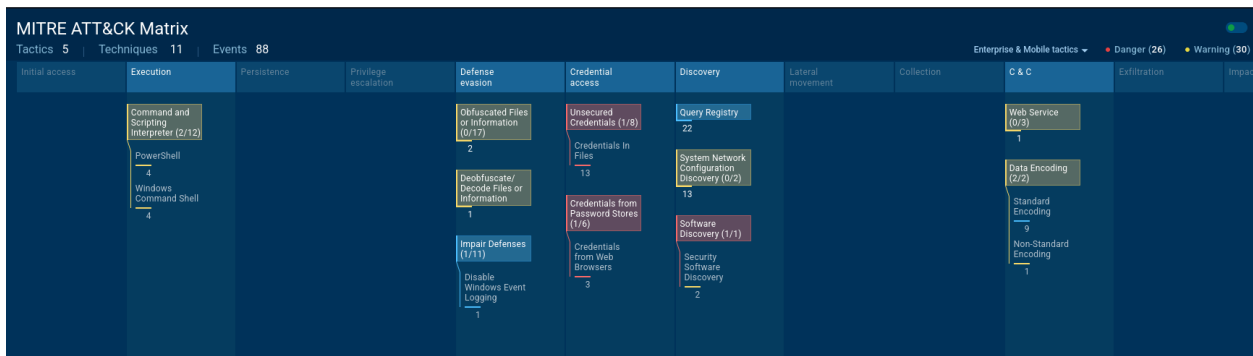 MITRE ATT&CK Matrix
Tactics 5 | Techniques 11 | Events 88
Enterprise & Mobile tactics
Danger (26)
Warning (30)
Initial access
Execution
Persistence
Privilege
escalation
Defense
evasion
Credential
access
Discovery
Lateral
movement
Collection
C & C
Exfiltration
Impac
Command and
Scripting
Interpreter (2/12)
PowerShell
4
Windows
Command Shell
4
Obfuscated Files
or Information
(0/17)
2
Deobfuscate/
Decode Files or
Information
1
Impair Defenses
(1/11)
Disable
Windows Event
Logging
1
Unsecured
Credentials (1/8)
Credentials In
Files
13
Credentials from
Password Stores
(1/6)
Credentials
from Web
Browsers
3
Query Registry
22
System Network
Configuration
Discovery (0/2)
13
Software
Discovery (1/1)
Security
Software
Discovery
2
Web Service
(0/3)
1
Data Encoding
(2/2)
Standard
Encoding
9
Non-Standard
Encoding
1